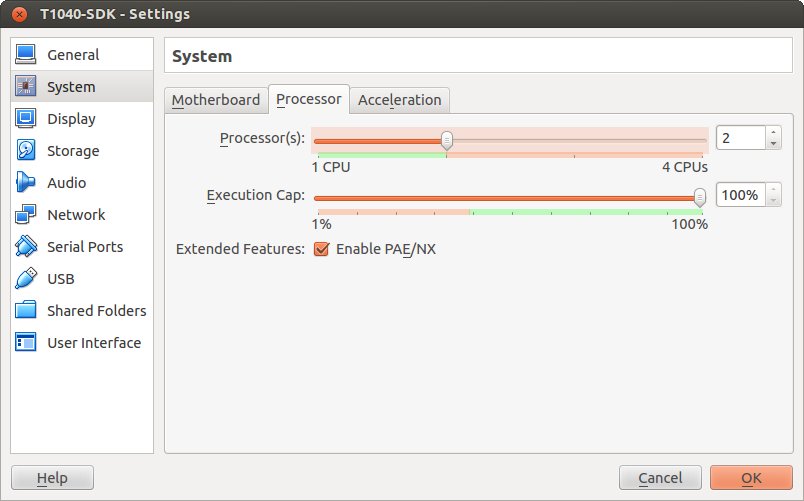 T1040-SDK - Settings
General
System
Display
Storage
Audio
Network
Serial Ports
USB
Shared Folders
User Interface
System
Motherboard Processor Acceleration
Processor(s): 2
1 CPU 4 CPUs
Execution Cap: 100%
1% 100%
Extended Features: Enable PAE/NX
Help Cancel OK